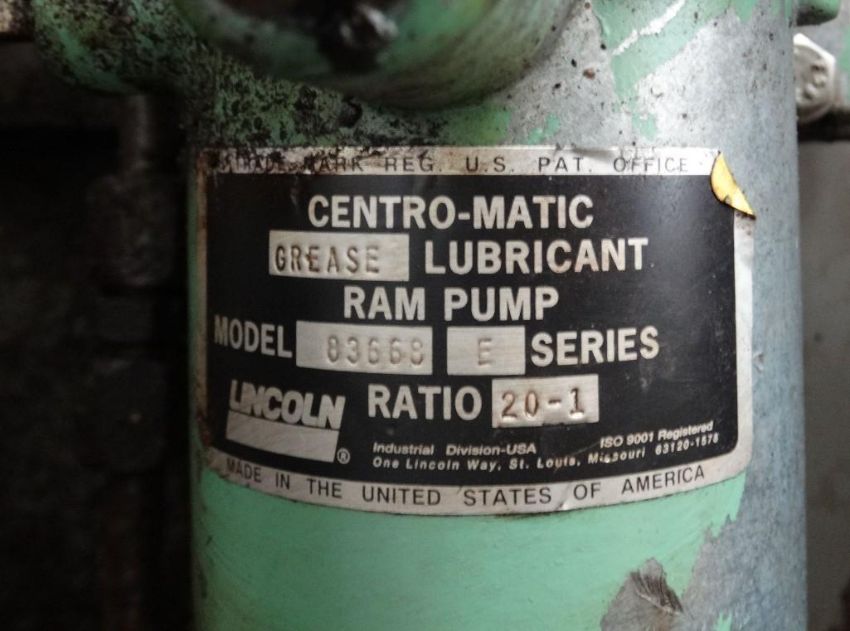 TRADE MARK REG. U.S. PAT. OFFICE
CENTRO-MATIC
GREASE LUBRICANT
RAM PUMP
MODEL 83668 E SERIES
LINCOLN® RATIO 20-1
Industrial Division-USA ISO 9001 Registered
One Lincoln Way, St. Louis, Missouri 63120-1578
MADE IN THE UNITED STATES OF AMERICA